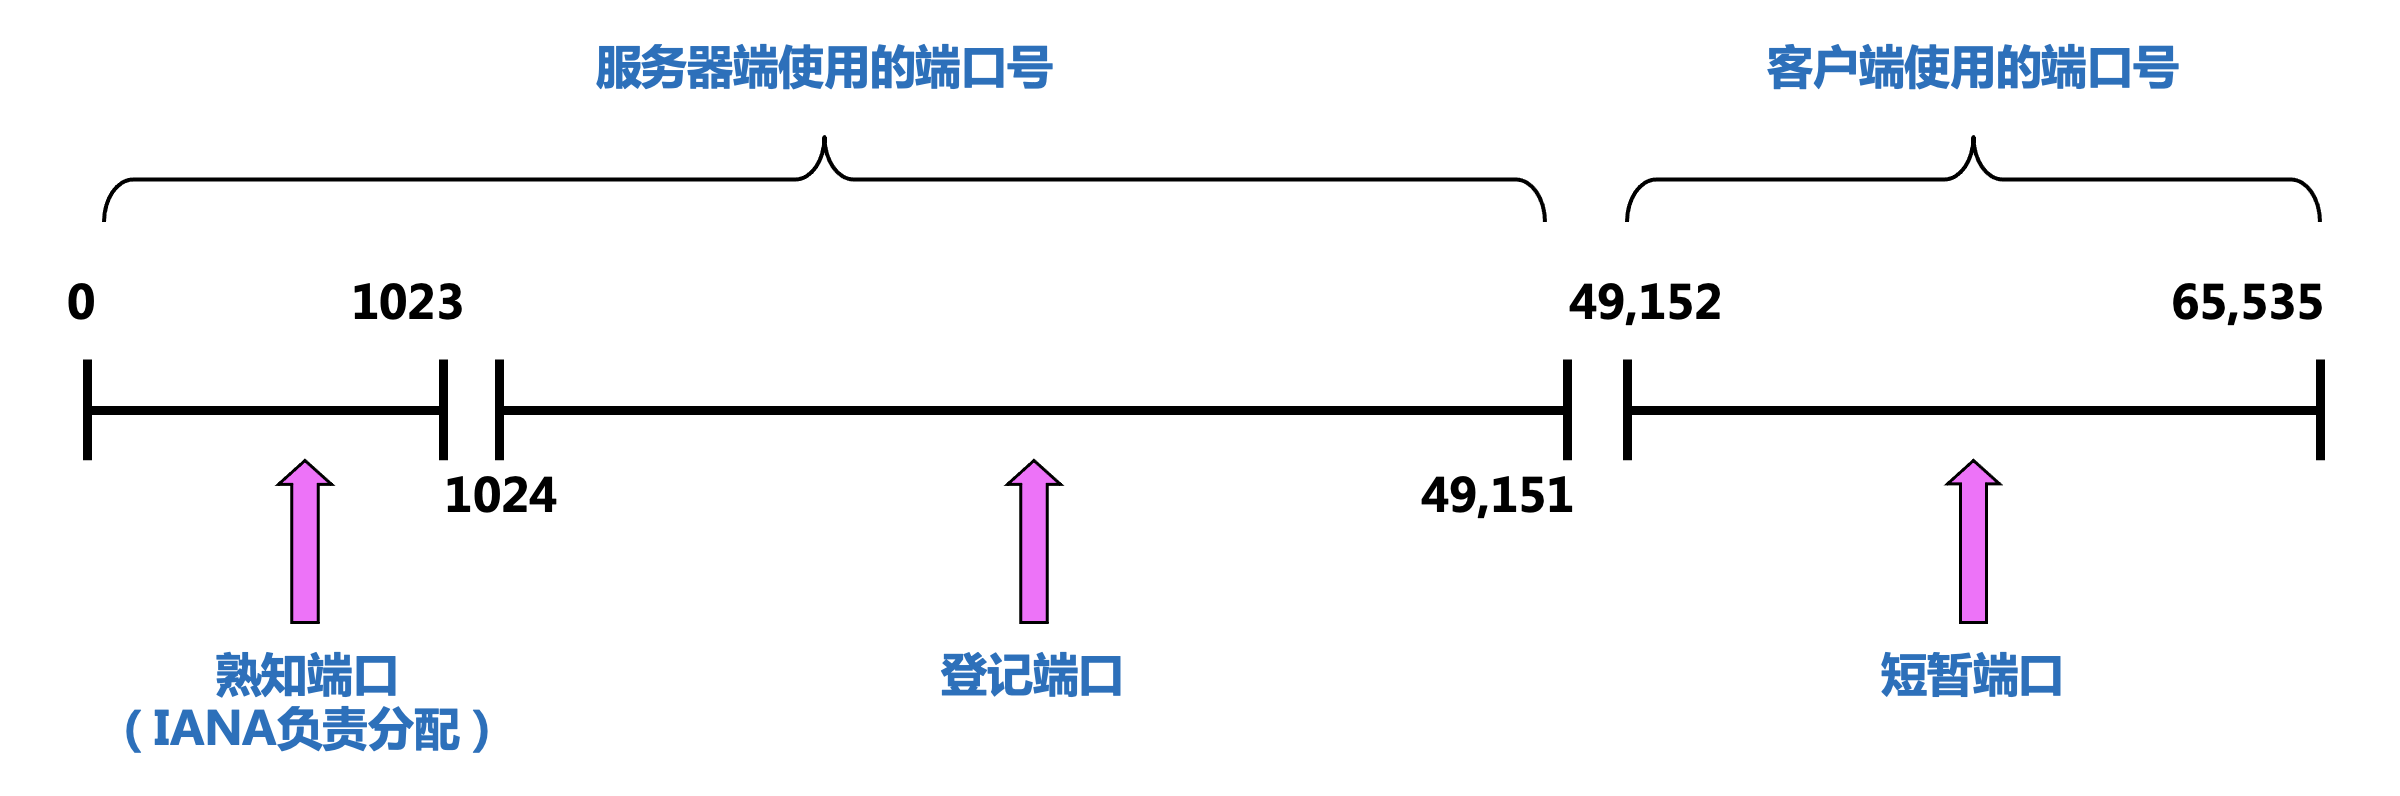 服务器端使用的端口号
客户端使用的端口号
0
1023
49,152
65,535
1024
49,151
熟知端口
（IANA负责分配）
登记端口
短暂端口